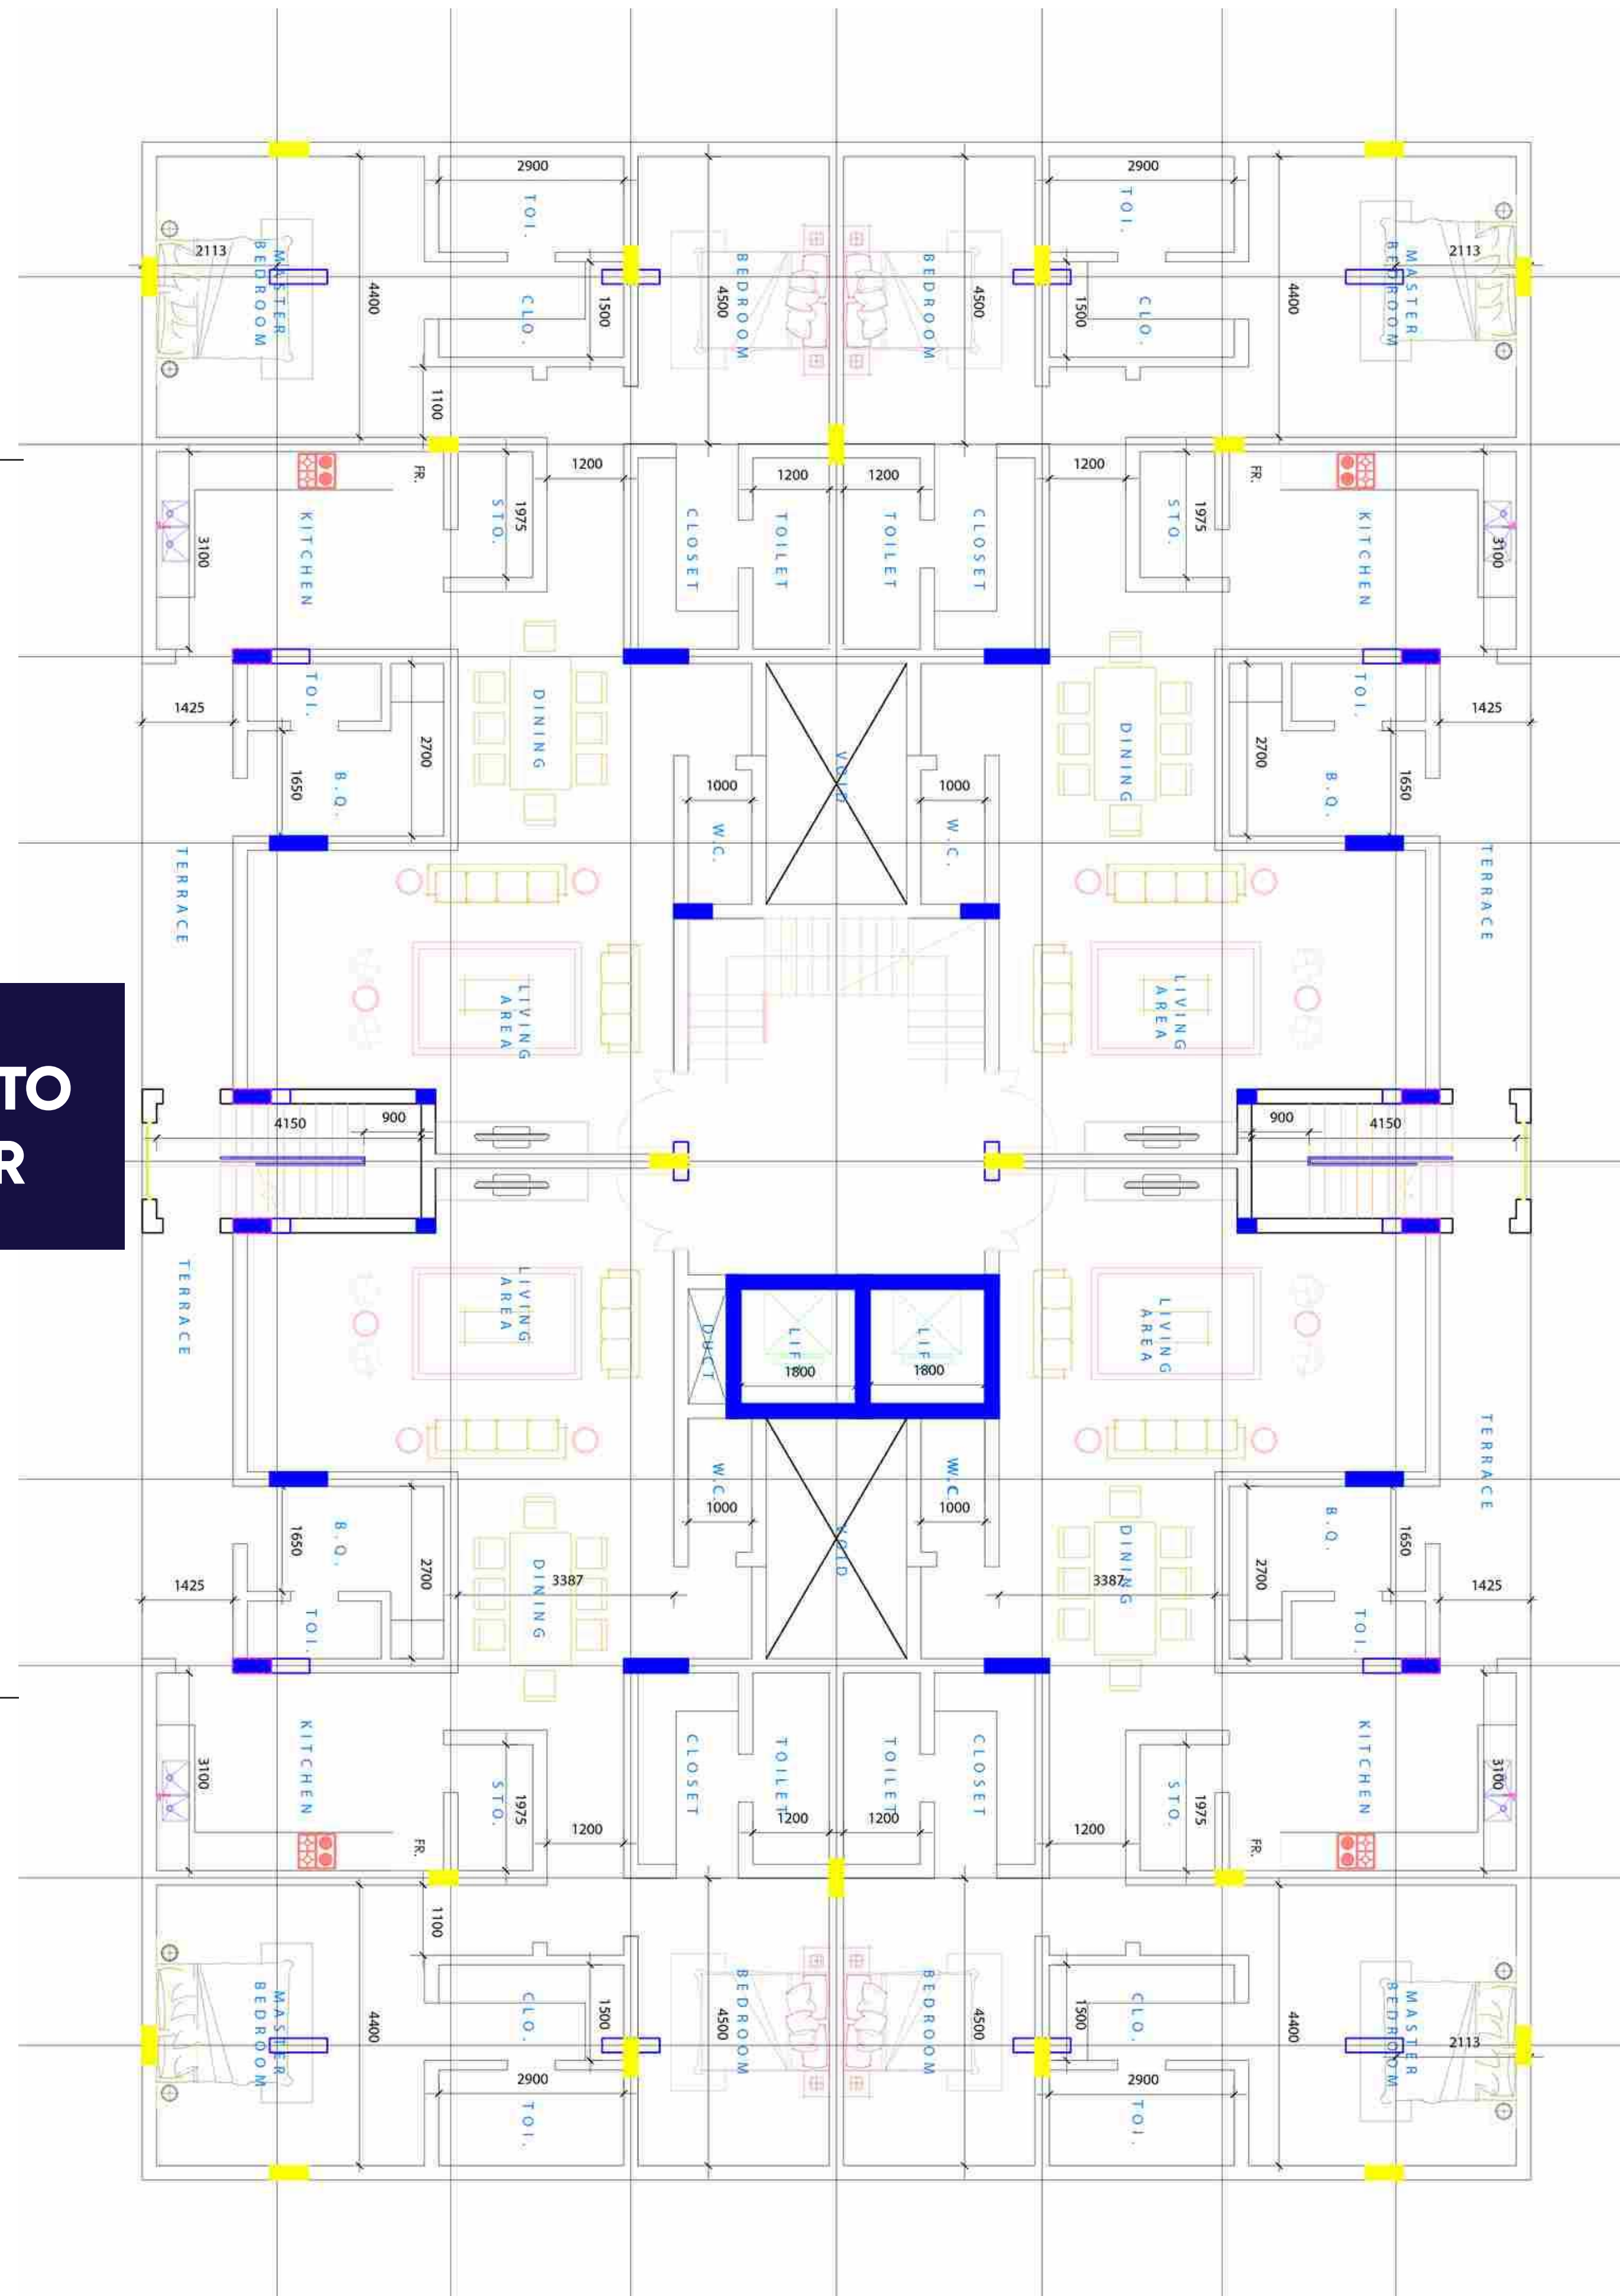 2900
2900
TOI.
TOI.
2113
2113
MASTER
BEDROOM
BEDROOM
BEDROOM
MASTER
BEDROOM
4400
CLO.
1500
4500
4500
1500
CLO.
4400
1100
FR.
1200
1200
1200
1200
FR.
KITCHEN
STO.
1975
CLOSET
TOILET
TOILET
CLOSET
STO.
1975
KITCHEN
3100
3100
TOI.
TOI.
1425
1425
DINING
DINING
2700
2700
VOID
1650
B.Q.
1000
1000
B.Q.
1650
W.C.
W.C.
TERRACE
TERRACE
LIVING
AREA
LIVING
AREA
TO
R
4150
900
900
4150
TERRACE
LIVING
AREA
DUCT
LIF
LIF
1800
1800
LIVING
AREA
TERRACE
W.C.
W.C.
1000
1000
1650
B.Q.
2700
DINING
3387
VOID
3387
DINING
2700
B.Q.
1650
1425
1425
TOI.
TOI.
KITCHEN
STO.
1975
CLOSET
TOILET
TOILET
CLOSET
STO.
1975
KITCHEN
3100
3100
1200
1200
1200
1200
FR.
FR.
1100
MASTER
BEDROOM
4400
CLO.
1500
4500
BEDROOM
BEDROOM
4500
1500
CLO.
4400
MASTER
BEDROOM
2113
2900
2900
TOI.
TOI.